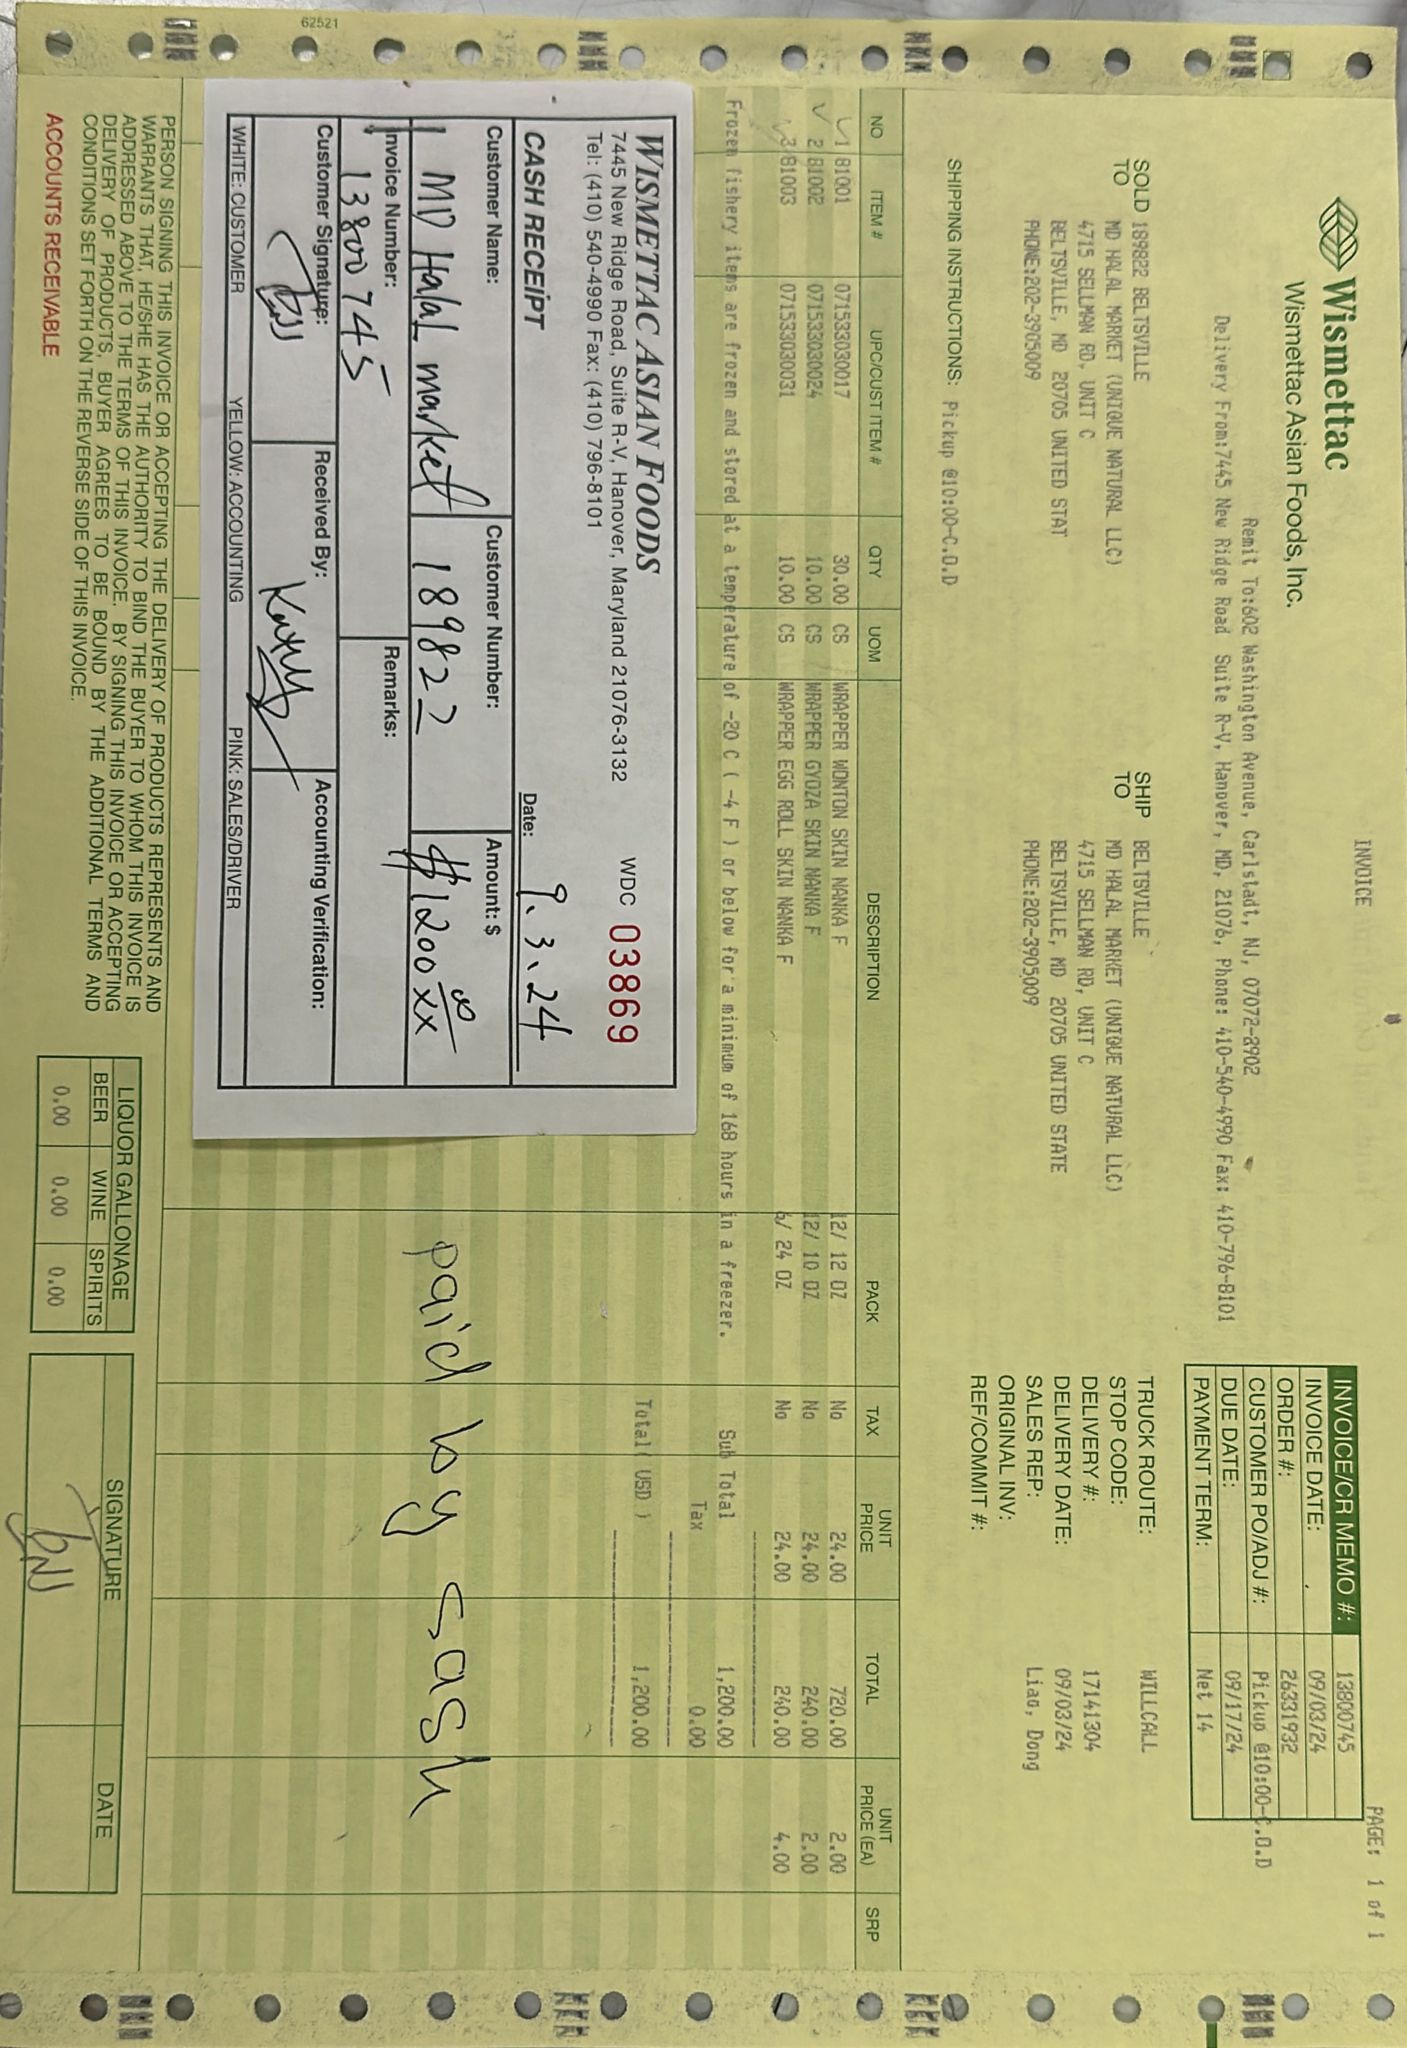 62521
PAGE: 1 of 1
INVOICE
Wismettac
Wismettac Asian Foods, Inc.
Remit To:602 Washington Avenue, Carlstadt, NJ, 07072-2902
Delivery From:7445 New Ridge Road Suite R-V, Hanover, MD, 21076, Phone: 410-540-4990 Fax: 410-796-8101
INVOICE/CR MEMO #: 13800745
INVOICE DATE: 09/03/24
ORDER #: 26331932
CUSTOMER PO/ADJ #: Pickup @10:00-C.O.D
DUE DATE: 09/17/24
PAYMENT TERM: Net 14
SOLD TO 189822 BELTSVILLE
MD HALAL MARKET (UNIQUE NATURAL LLC)
4715 SELLMAN RD, UNIT C
BELTSVILLE, MD 20705 UNITED STAT
PHONE:202-3905009
SHIP TO BELTSVILLE
MD HALAL MARKET (UNIQUE NATURAL LLC)
4715 SELLMAN RD, UNIT C
BELTSVILLE, MD 20705 UNITED STATE
PHONE:202-3905009
TRUCK ROUTE: WILLCALL
STOP CODE:
DELIVERY #: 17141304
DELIVERY DATE: 09/03/24
SALES REP: Liao, Dong
ORIGINAL INV:
REF/COMMIT #:
SHIPPING INSTRUCTIONS: Pickup @10:00-C.O.D
NO ITEM # UPC/CUST ITEM # QTY UOM DESCRIPTION PACK TAX UNIT PRICE TOTAL UNIT PRICE (EA) SRP
1 81001 071533030017 30.00 CS WRAPPER WONTON SKIN NANKA F 12/ 12 OZ No 24.00 720.00 2.00
2 81002 071533030024 10.00 CS WRAPPER GYOZA SKIN NANKA F 12/ 10 OZ No 24.00 240.00 2.00
3 81003 071533030031 10.00 CS WRAPPER EGG ROLL SKIN NANKA F 6/ 24 OZ No 24.00 240.00 4.00
Frozen fishery items are frozen and stored at a temperature of -20 C ( -4 F ) or below for a minimum of 168 hours in a freezer.
Sub Total 1,200.00
Tax 0.00
Total( USD ) 1,200.00
paid by cash
WISMETTAC ASIAN FOODS
7445 New Ridge Road, Suite R-V, Hanover, Maryland 21076-3132
Tel: (410) 540-4990 Fax: (410) 796-8101
WDC 03869
CASH RECEIPT
Date: 9.3.24
Customer Name: MD Halal market
Customer Number: 189822
Amount: $ $1200 00/xx
Invoice Number: 13800745
Remarks:
Customer Signature:
Received By:
Accounting Verification:
WHITE: CUSTOMER YELLOW: ACCOUNTING PINK: SALES/DRIVER
PERSON SIGNING THIS INVOICE OR ACCEPTING THE DELIVERY OF PRODUCTS REPRESENTS AND
WARRANTS THAT, HE/SHE HAS THE AUTHORITY TO BIND THE BUYER TO WHOM THIS INVOICE IS
ADDRESSED ABOVE TO THE TERMS OF THIS INVOICE. BY SIGNING THIS INVOICE OR ACCEPTING
DELIVERY OF PRODUCTS, BUYER AGREES TO BE BOUND BY THE ADDITIONAL TERMS AND
CONDITIONS SET FORTH ON THE REVERSE SIDE OF THIS INVOICE.
ACCOUNTS RECEIVABLE
LIQUOR GALLONAGE
BEER WINE SPIRITS
0.00 0.00 0.00
SIGNATURE DATE